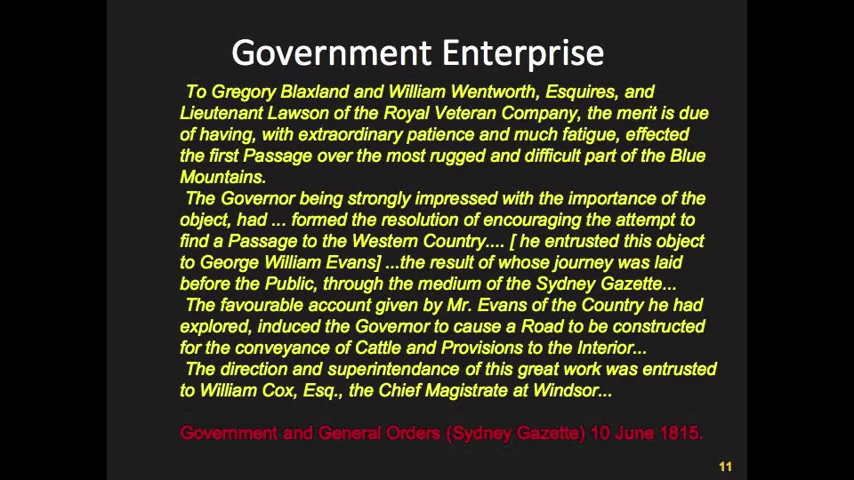 Government Enterprise
To Gregory Blaxland and William Wentworth, Esquires, and
Lieutenant Lawson of the Royal Veteran Company, the merit is due
of having, with extraordinary patience and much fatigue, effected
the first Passage over the most rugged and difficult part of the Blue
Mountains.
The Governor being strongly impressed with the importance of the
object, had ... formed the resolution of encouraging the attempt to
find a Passage to the Western Country.... [ he entrusted this object
to George William Evans] ...the result of whose journey was laid
before the Public, through the medium of the Sydney Gazette...
The favourable account given by Mr. Evans of the Country he had
explored, induced the Governor to cause a Road to be constructed
for the conveyance of Cattle and Provisions to the Interior...
The direction and superintendance of this great work was entrusted
to William Cox, Esq., the Chief Magistrate at Windsor...
Government and General Orders (Sydney Gazette) 10 June 1815.
11